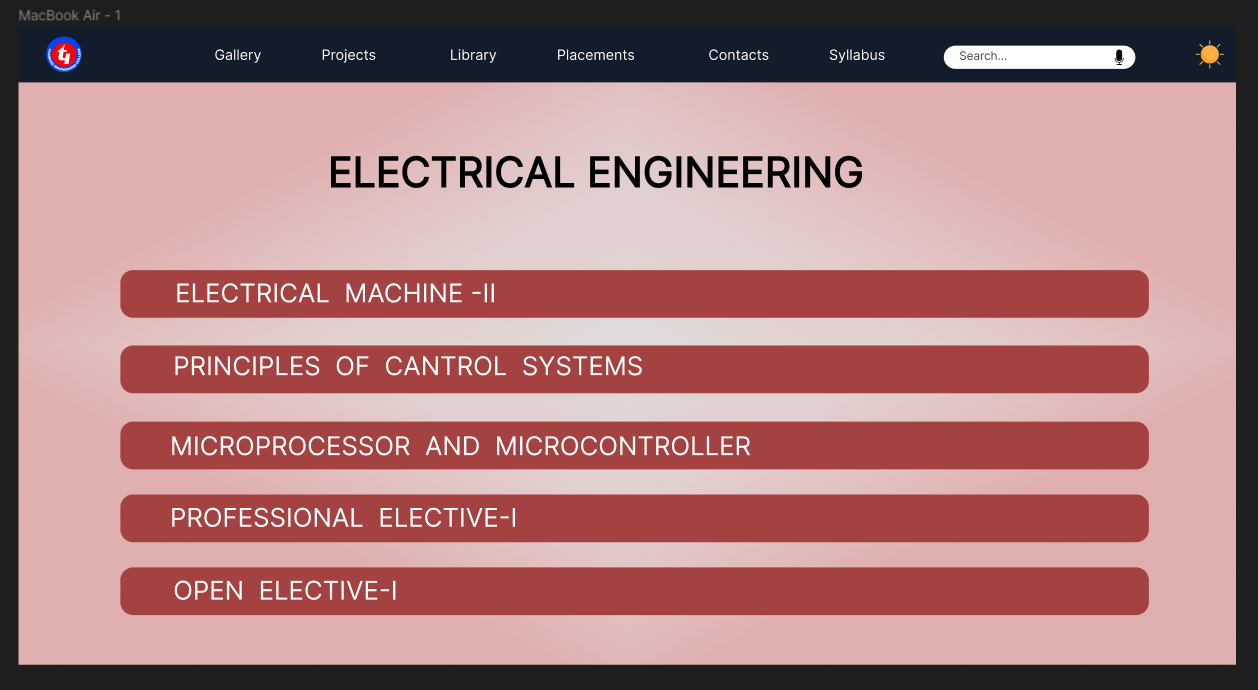 MacBook Air - 1
Gallery Projects Library Placements Contacts Syllabus Search...
ELECTRICAL ENGINEERING
ELECTRICAL MACHINE -II
PRINCIPLES OF CANTROL SYSTEMS
MICROPROCESSOR AND MICROCONTROLLER
PROFESSIONAL ELECTIVE-I
OPEN ELECTIVE-I